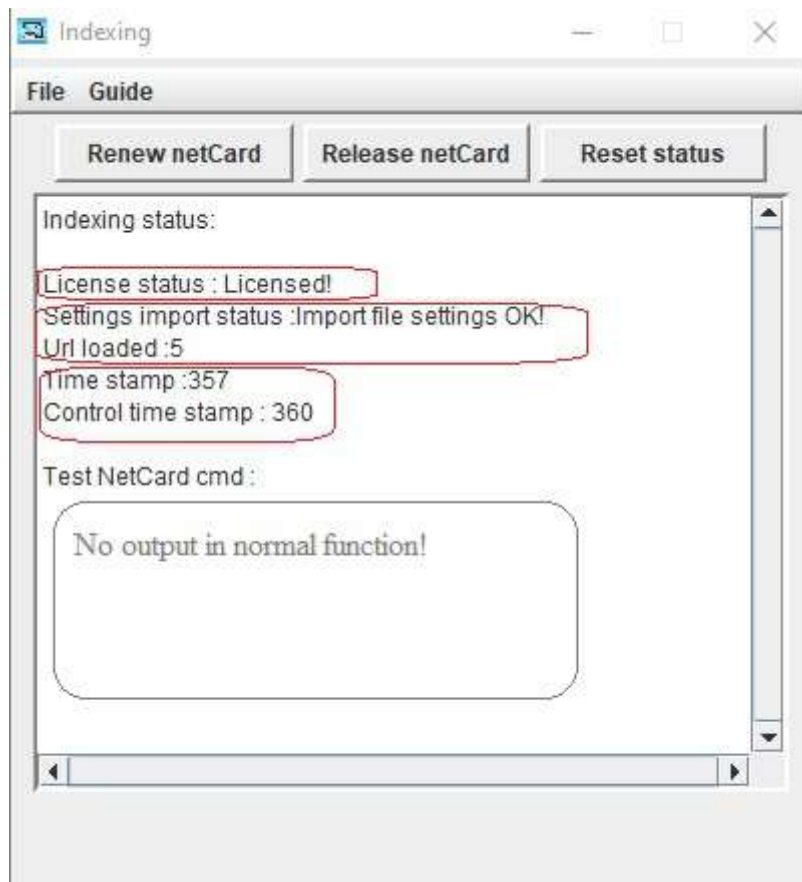 Indexing
File Guide
Renew netCard Release netCard Reset status
Indexing status:
License status : Licensed!
Settings import status :Import file settings OK!
Url loaded :5
Time stamp :357
Control time stamp : 360
Test NetCard cmd :
No output in normal function!